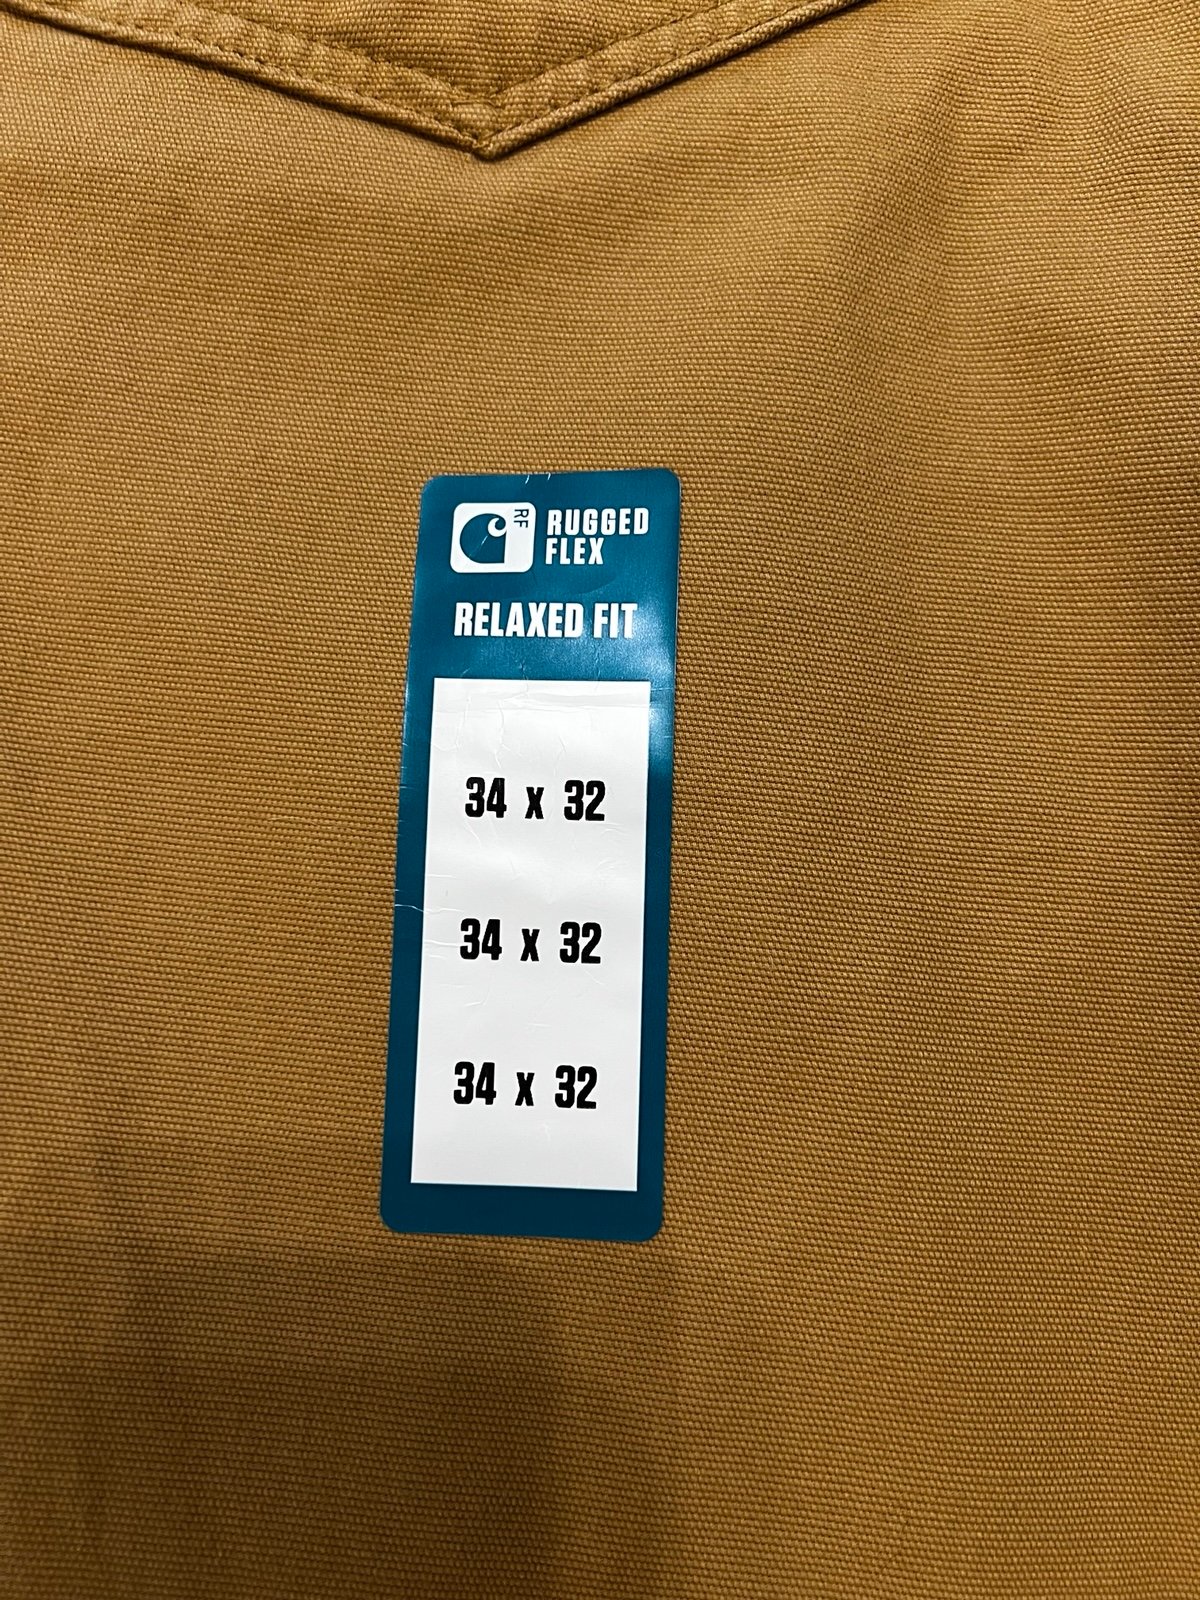 RF
RUGGED
FLEX
RELAXED FIT
34 x 32
34 x 32
34 x 32